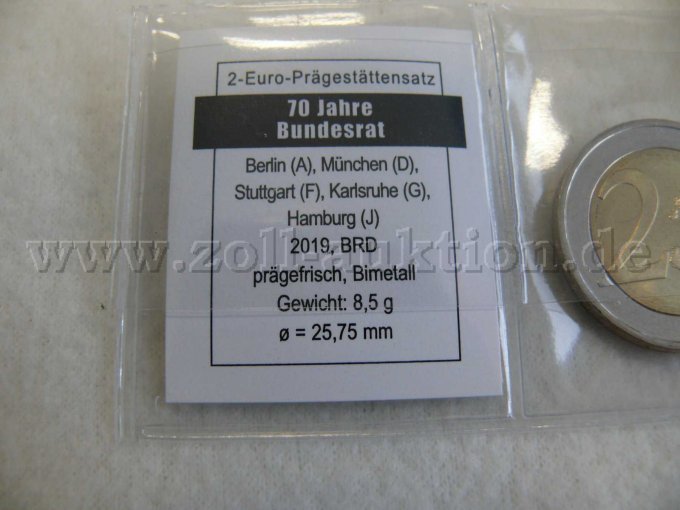 2-Euro-Prägestättensatz
70 Jahre
Bundesrat
Berlin (A), München (D),
Stuttgart (F), Karlsruhe (G),
Hamburg (J)
2019, BRD
www.zoll-auktion.de
prägefrisch, Bimetall
Gewicht: 8,5 g
ø = 25,75 mm
2